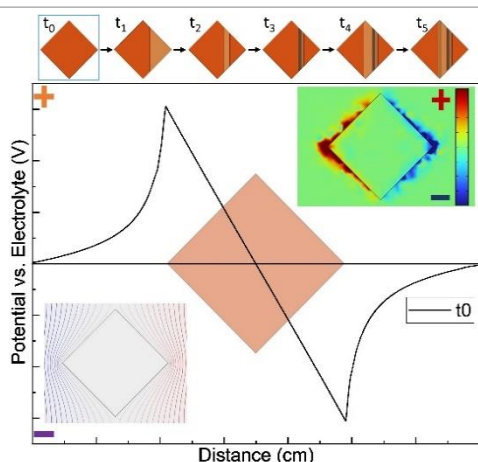 t0 t1 t2 t3 t4 t5
+
+
−
Potential vs. Electrolyte (V)
t0
−
Distance (cm)